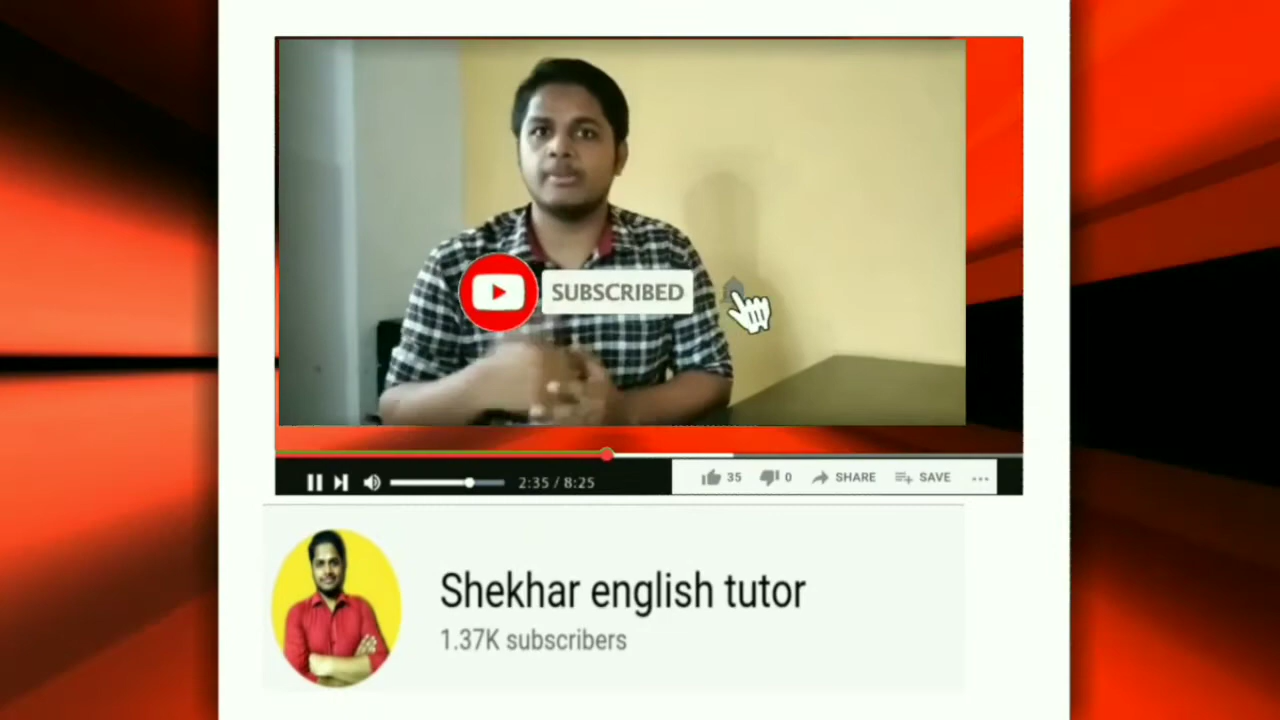 SUBSCRIBED
2:35 / 8:25
35
0
SHARE
SAVE
Shekhar english tutor
1.37K subscribers